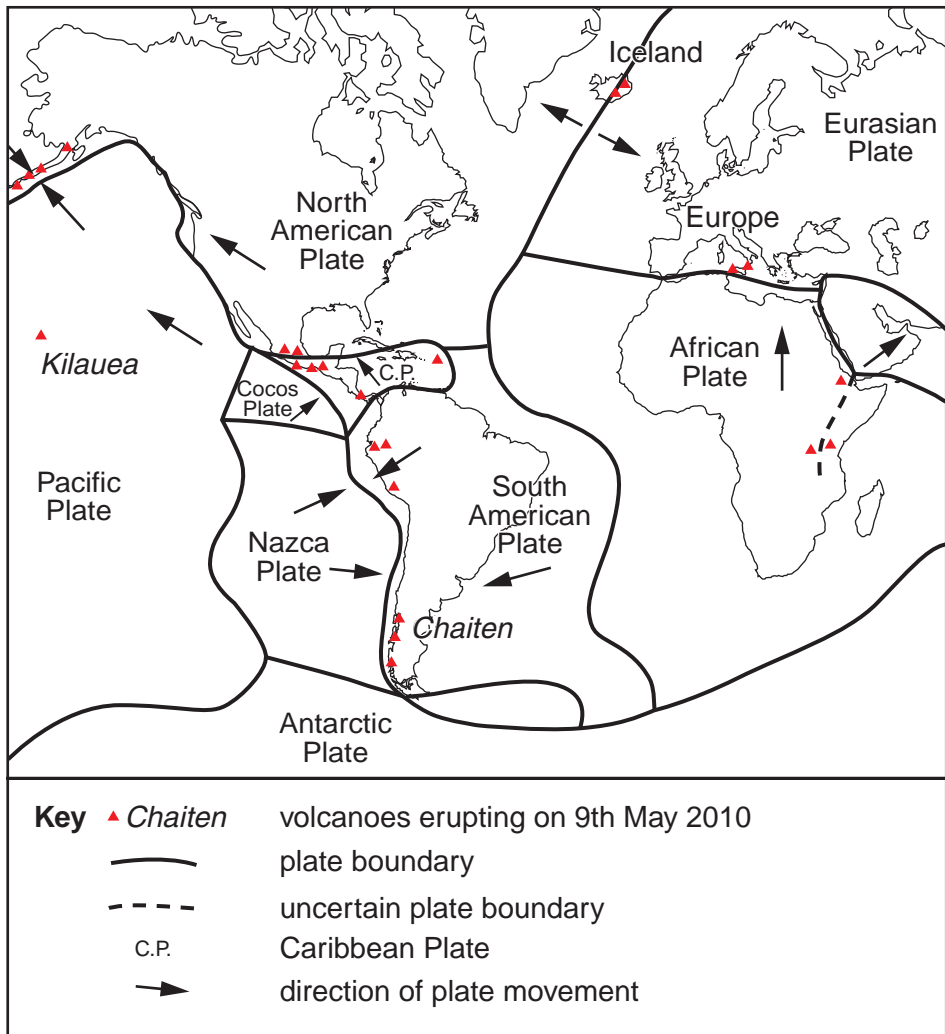 Iceland
Eurasian
Plate
North
American
Plate
Europe
Kilauea
African
Plate
C.P.
Cocos
Plate
Pacific
Plate
South
American
Plate
Nazca
Plate
Chaiten
Antarctic
Plate
Key Chaiten volcanoes erupting on 9th May 2010
plate boundary
uncertain plate boundary
C.P. Caribbean Plate
direction of plate movement